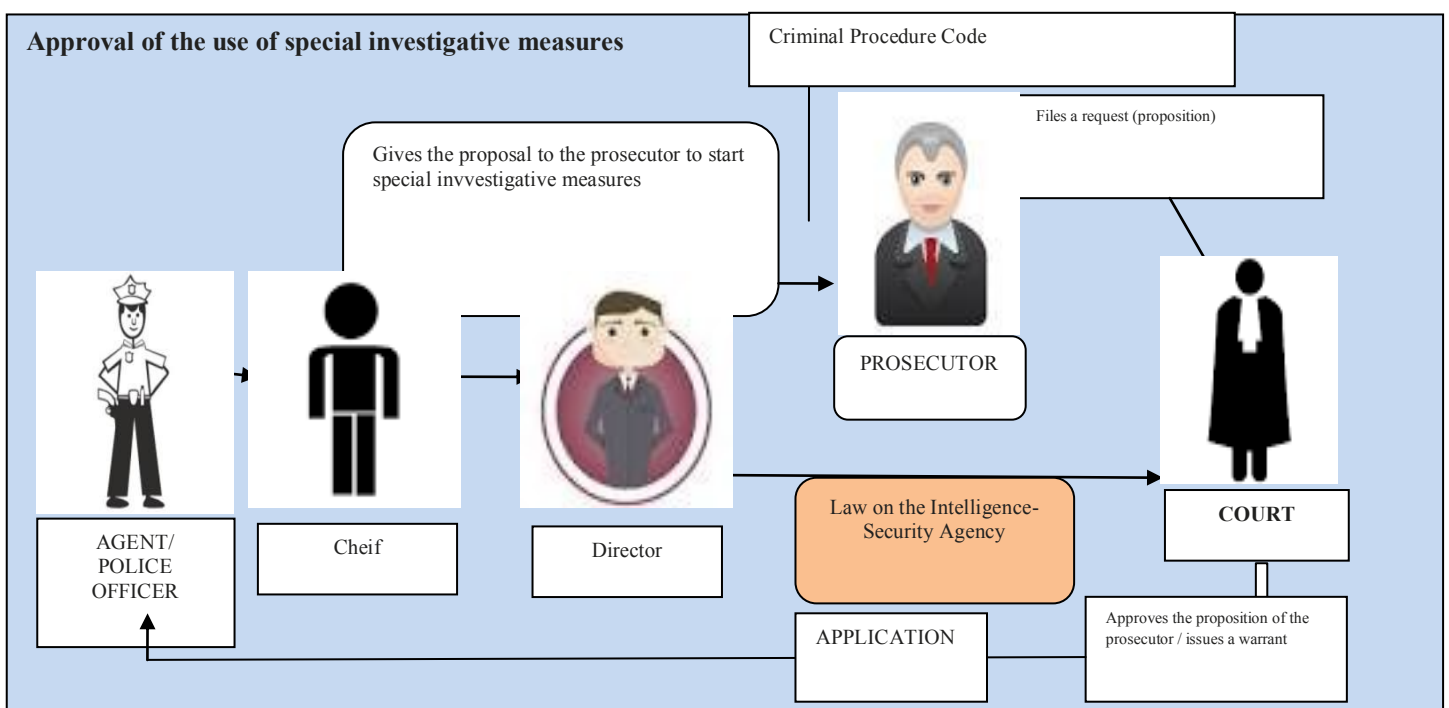 Approval of the use of special investigative measures
Criminal Procedure Code
Files a request (proposition)
Gives the proposal to the prosecutor to start
special invvestigative measures
PROSECUTOR
AGENT/
POLICE
OFFICER
Cheif
Director
Law on the Intelligence-
Security Agency
COURT
APPLICATION
Approves the proposition of the
prosecutor / issues a warrant